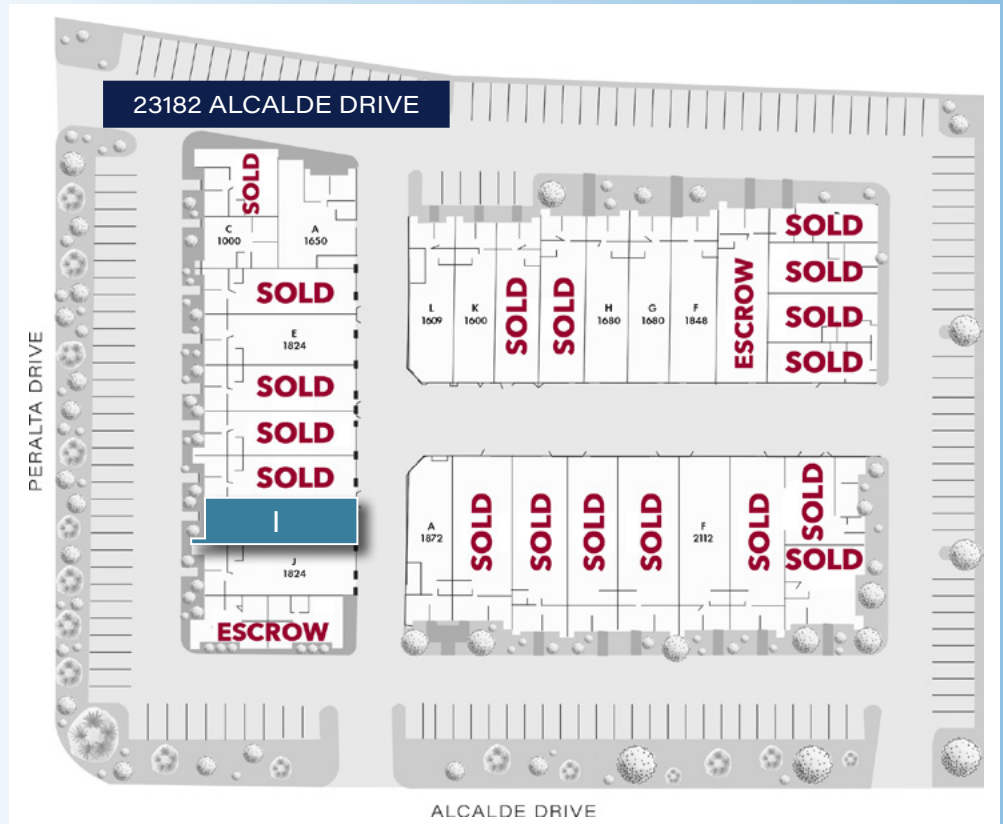 23182 ALCALDE DRIVE
PERALTA DRIVE
SOLD
C
1000
A
1650
SOLD
E
1824
SOLD
SOLD
SOLD
I
J
1824
ESCROW
L
1609
K
1600
SOLD
SOLD
H
1680
G
1680
F
1848
ESCROW
SOLD
SOLD
SOLD
SOLD
A
1872
SOLD
SOLD
SOLD
SOLD
F
2112
SOLD
SOLD
SOLD
ALCALDE DRIVE